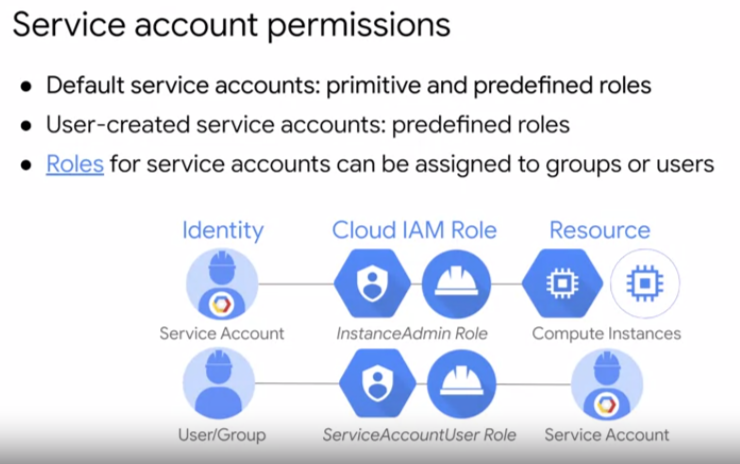 Service account permissions
Default service accounts: primitive and predefined roles
User-created service accounts: predefined roles
Roles for service accounts can be assigned to groups or users
Identity Cloud IAM Role Resource
Service Account InstanceAdmin Role Compute Instances
User/Group ServiceAccountUser Role Service Account